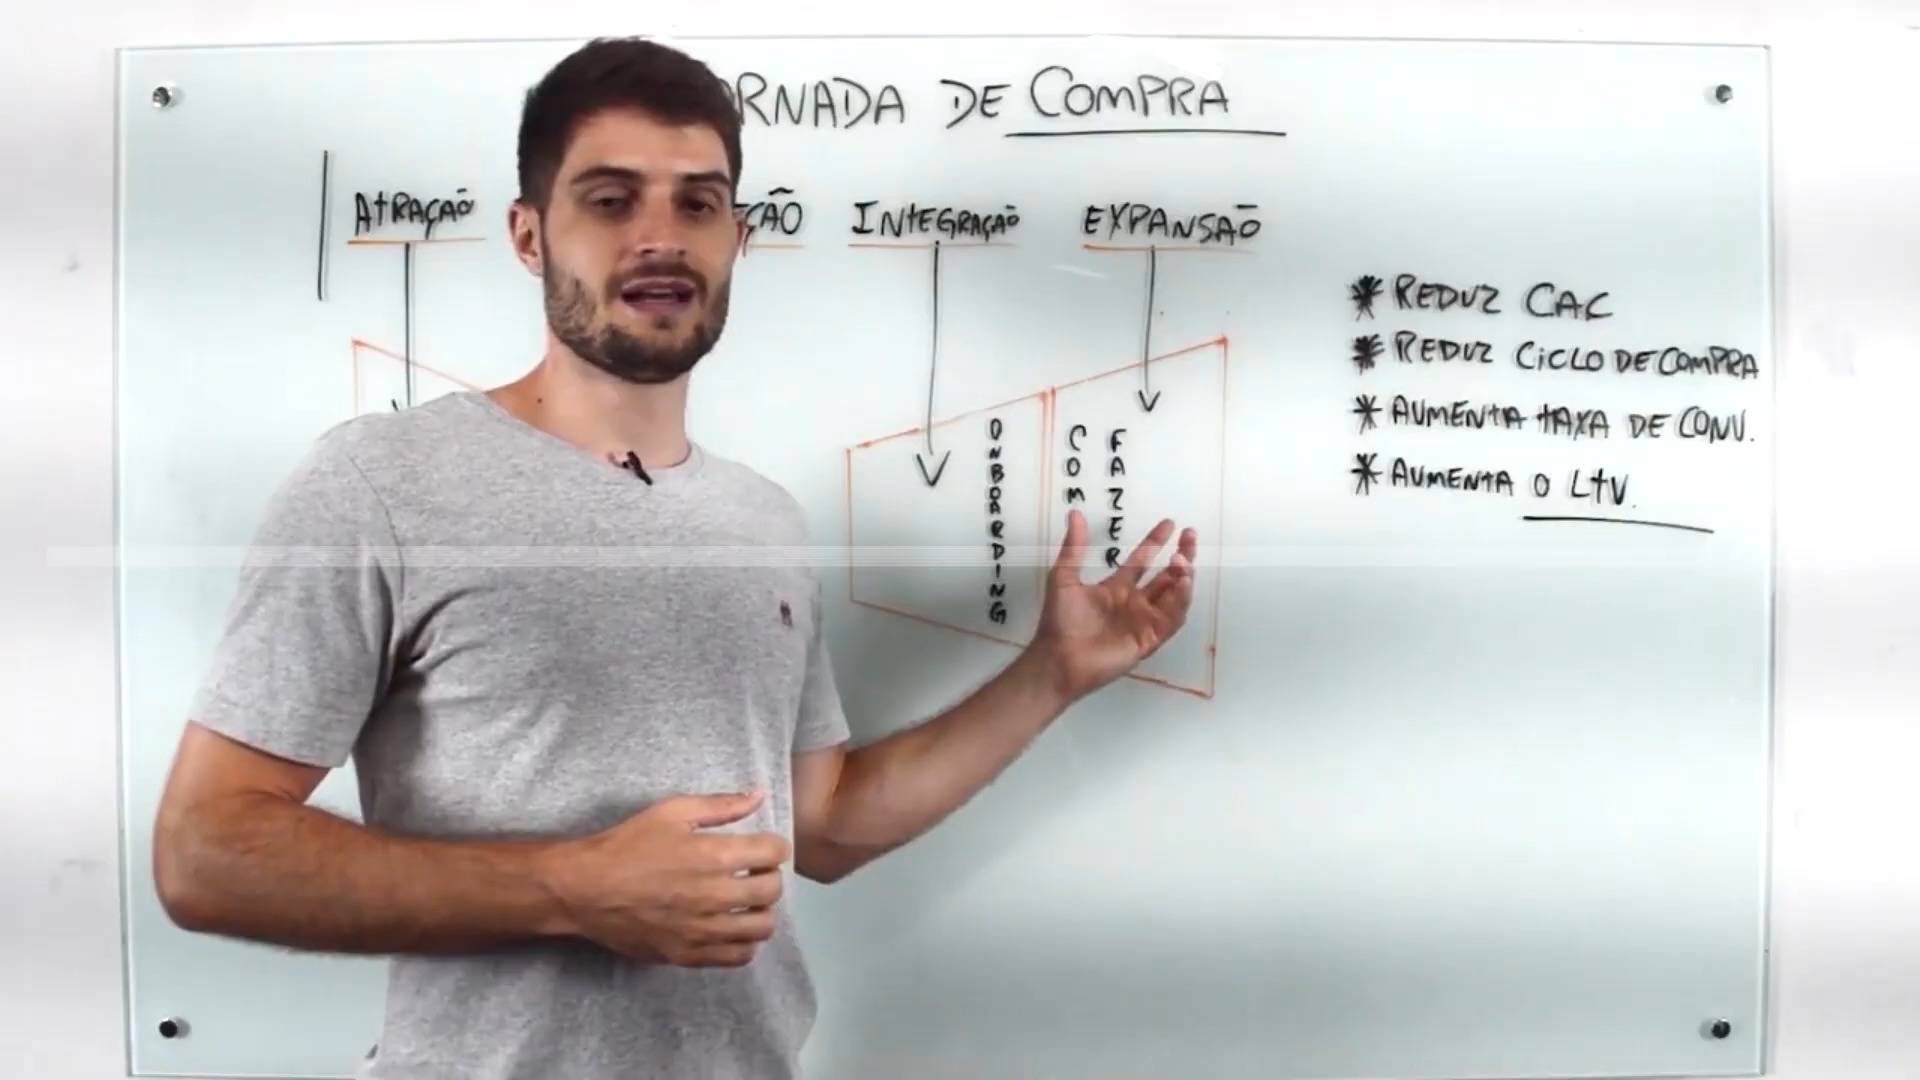 RNADA DE COMPRA
ATRAÇÃO
ÇÃO
INTEGRAÇÃO
EXPANSÃO
ONBOARDING
COM
FAZER
* REDUZ CAC
* REDUZ CICLO DE COMPRA
* AUMENTA TAXA DE CONV.
* AUMENTA O LTV.